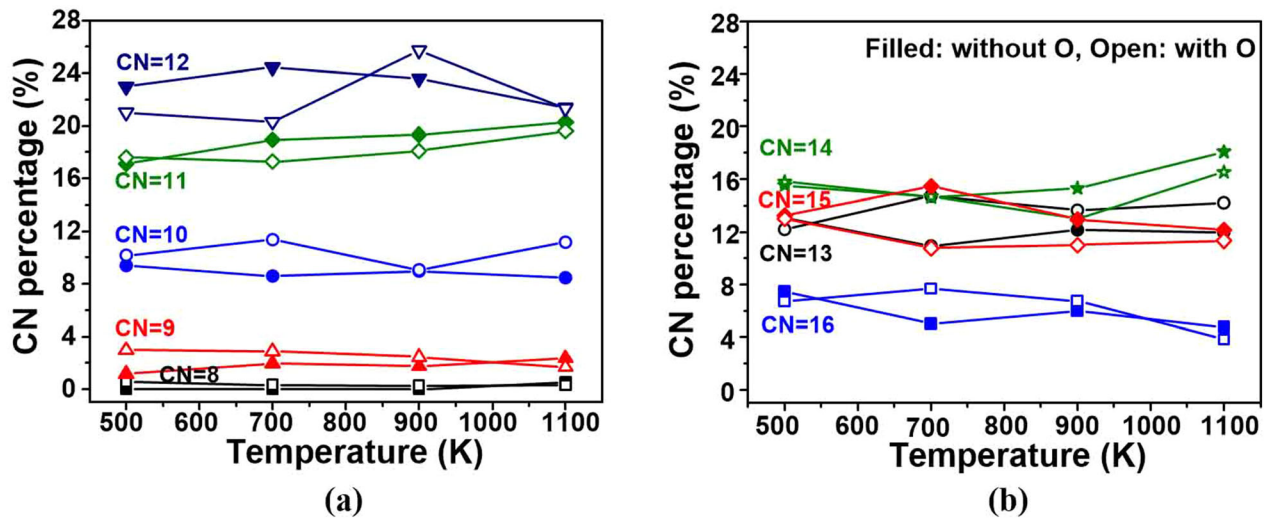 28
24
20
16
12
8
4
0
CN percentage (%)
CN=12
CN=11
CN=10
CN=9
CN=8
500 600 700 800 900 1000 1100
Temperature (K)
(a)
28
24
20
16
12
8
4
0
CN percentage (%)
Filled: without O, Open: with O
CN=14
CN=15
CN=13
CN=16
500 600 700 800 900 1000 1100
Temperature (K)
(b)